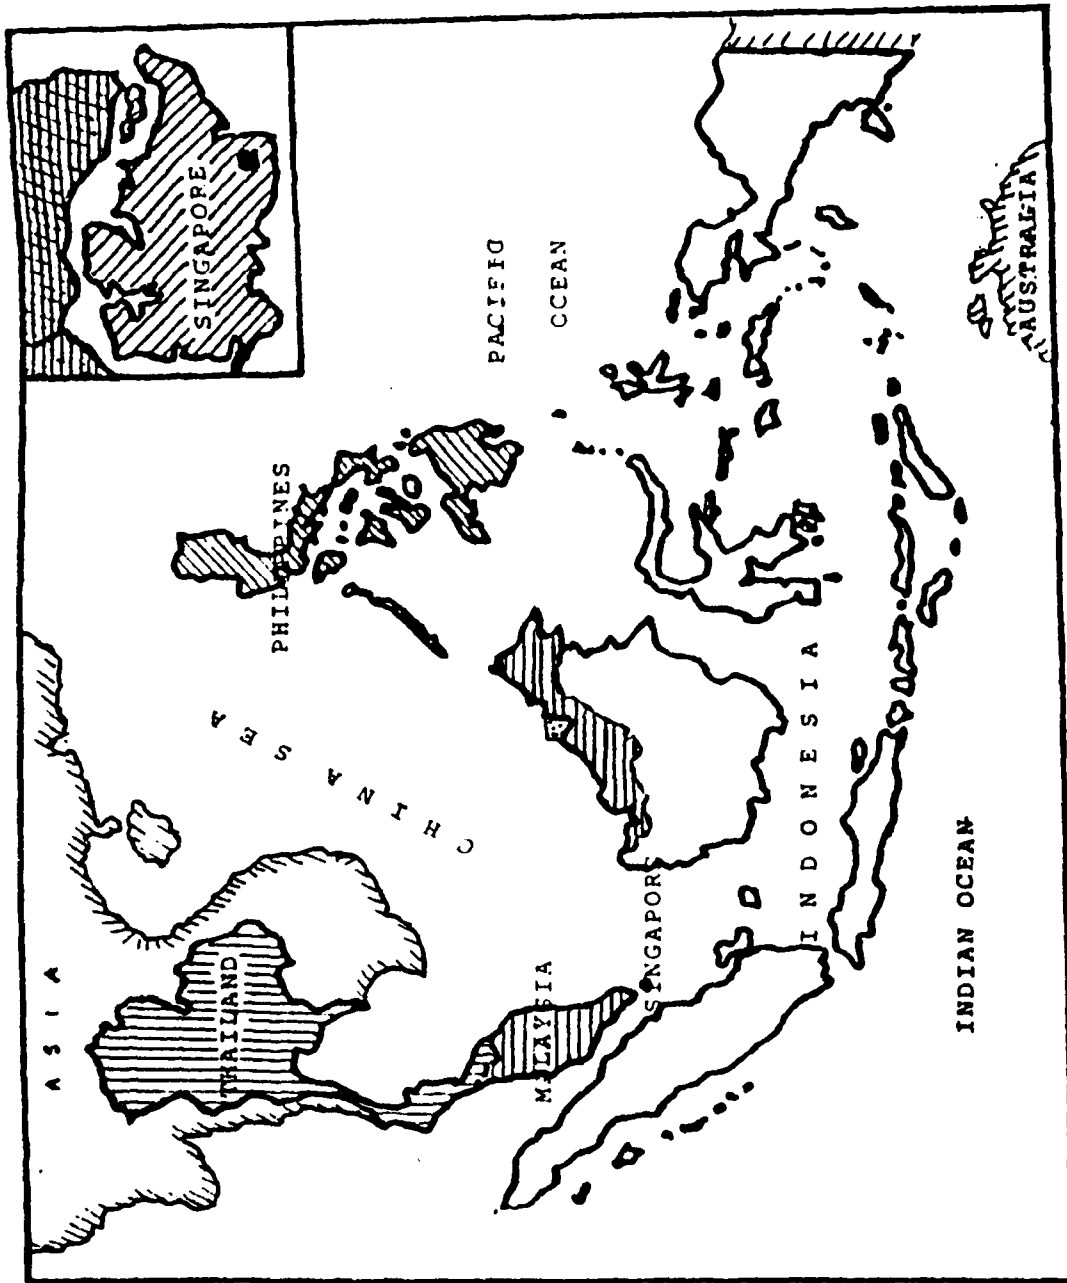 ASIA
SINGAPORE
THAILAND
CHINA SEA
PHILIPPINES
PACIFIC
OCEAN
MALAYSIA
SINGAPORE
INDONESIA
INDIAN OCEAN
AUSTRALIA